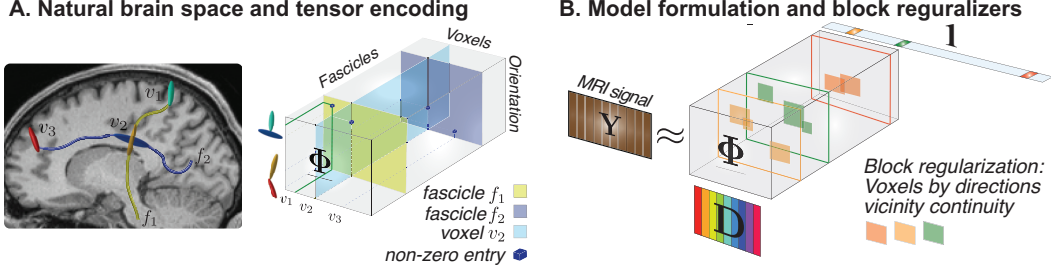 A. Natural brain space and tensor encoding
v₁
v₂
v₃
f₂
f₁
Fascicles
Voxels
Orientation
Φ
v₁ v₂ v₃
fascicle f₁
fascicle f₂
voxel v₂
non-zero entry
B. Model formulation and block reguralizers
1
MRI signal
Y
≈
Φ
D
Block regularization:
Voxels by directions
vicinity continuity